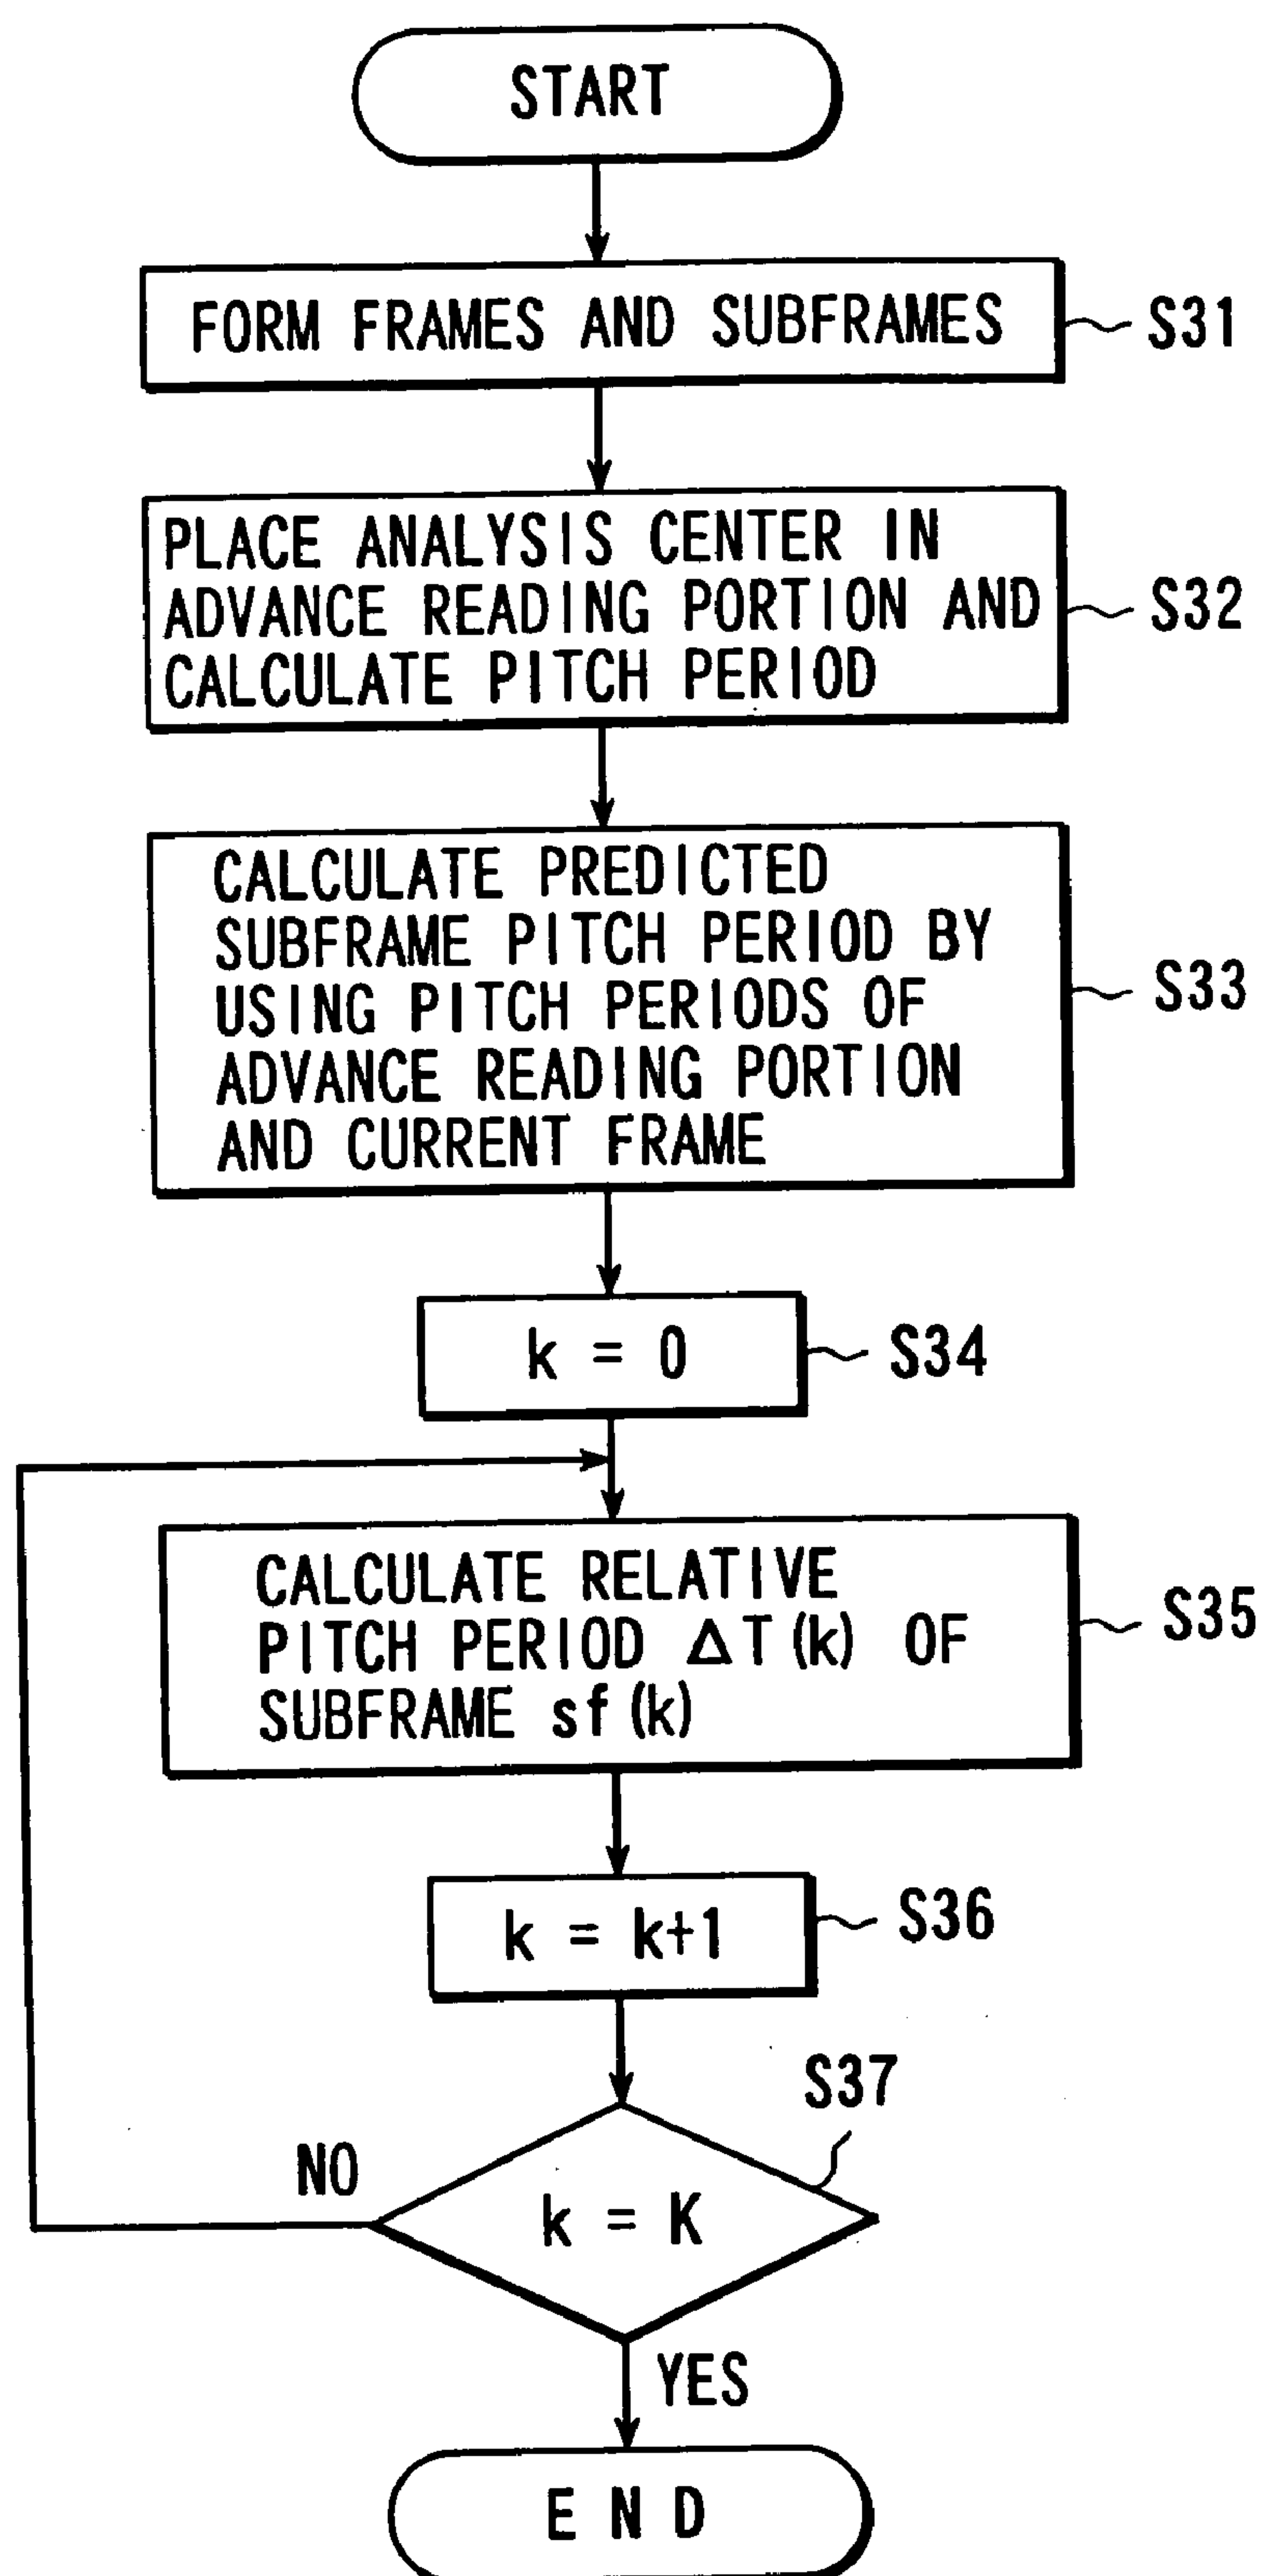 START
FORM FRAMES AND SUBFRAMES
S31
PLACE ANALYSIS CENTER IN
ADVANCE READING PORTION AND
CALCULATE PITCH PERIOD
S32
CALCULATE PREDICTED
SUBFRAME PITCH PERIOD BY
USING PITCH PERIODS OF
ADVANCE READING PORTION
AND CURRENT FRAME
S33
k = 0
S34
CALCULATE RELATIVE
PITCH PERIOD ΔT(k) OF
SUBFRAME sf(k)
S35
k = k+1
S36
S37
NO
k = K
YES
END